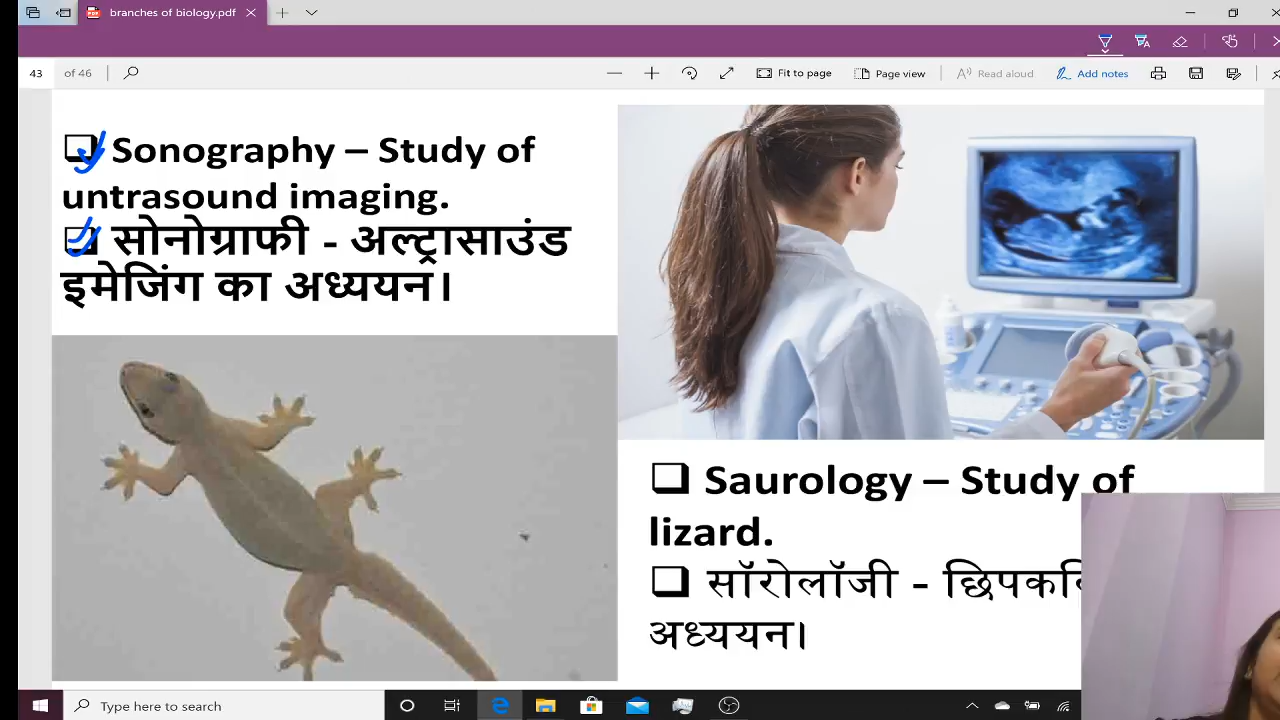 branches of biology.pdf
43 of 46
Fit to page
Page view
Read aloud
Add notes
Sonography – Study of
untrasound imaging.
सोनोग्राफी - अल्ट्रासाउंड
इमेजिंग का अध्ययन।
Saurology – Study of
lizard.
सॉरोलॉजी -
अध्ययन।
Type here to search